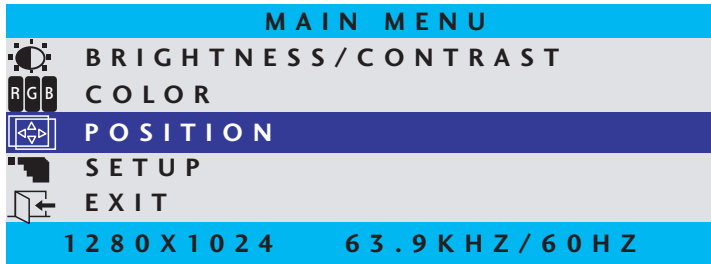 MAIN MENU
BRIGHTNESS/CONTRAST
RGB COLOR
POSITION
SETUP
EXIT
1280X1024 63.9KHZ/60HZ